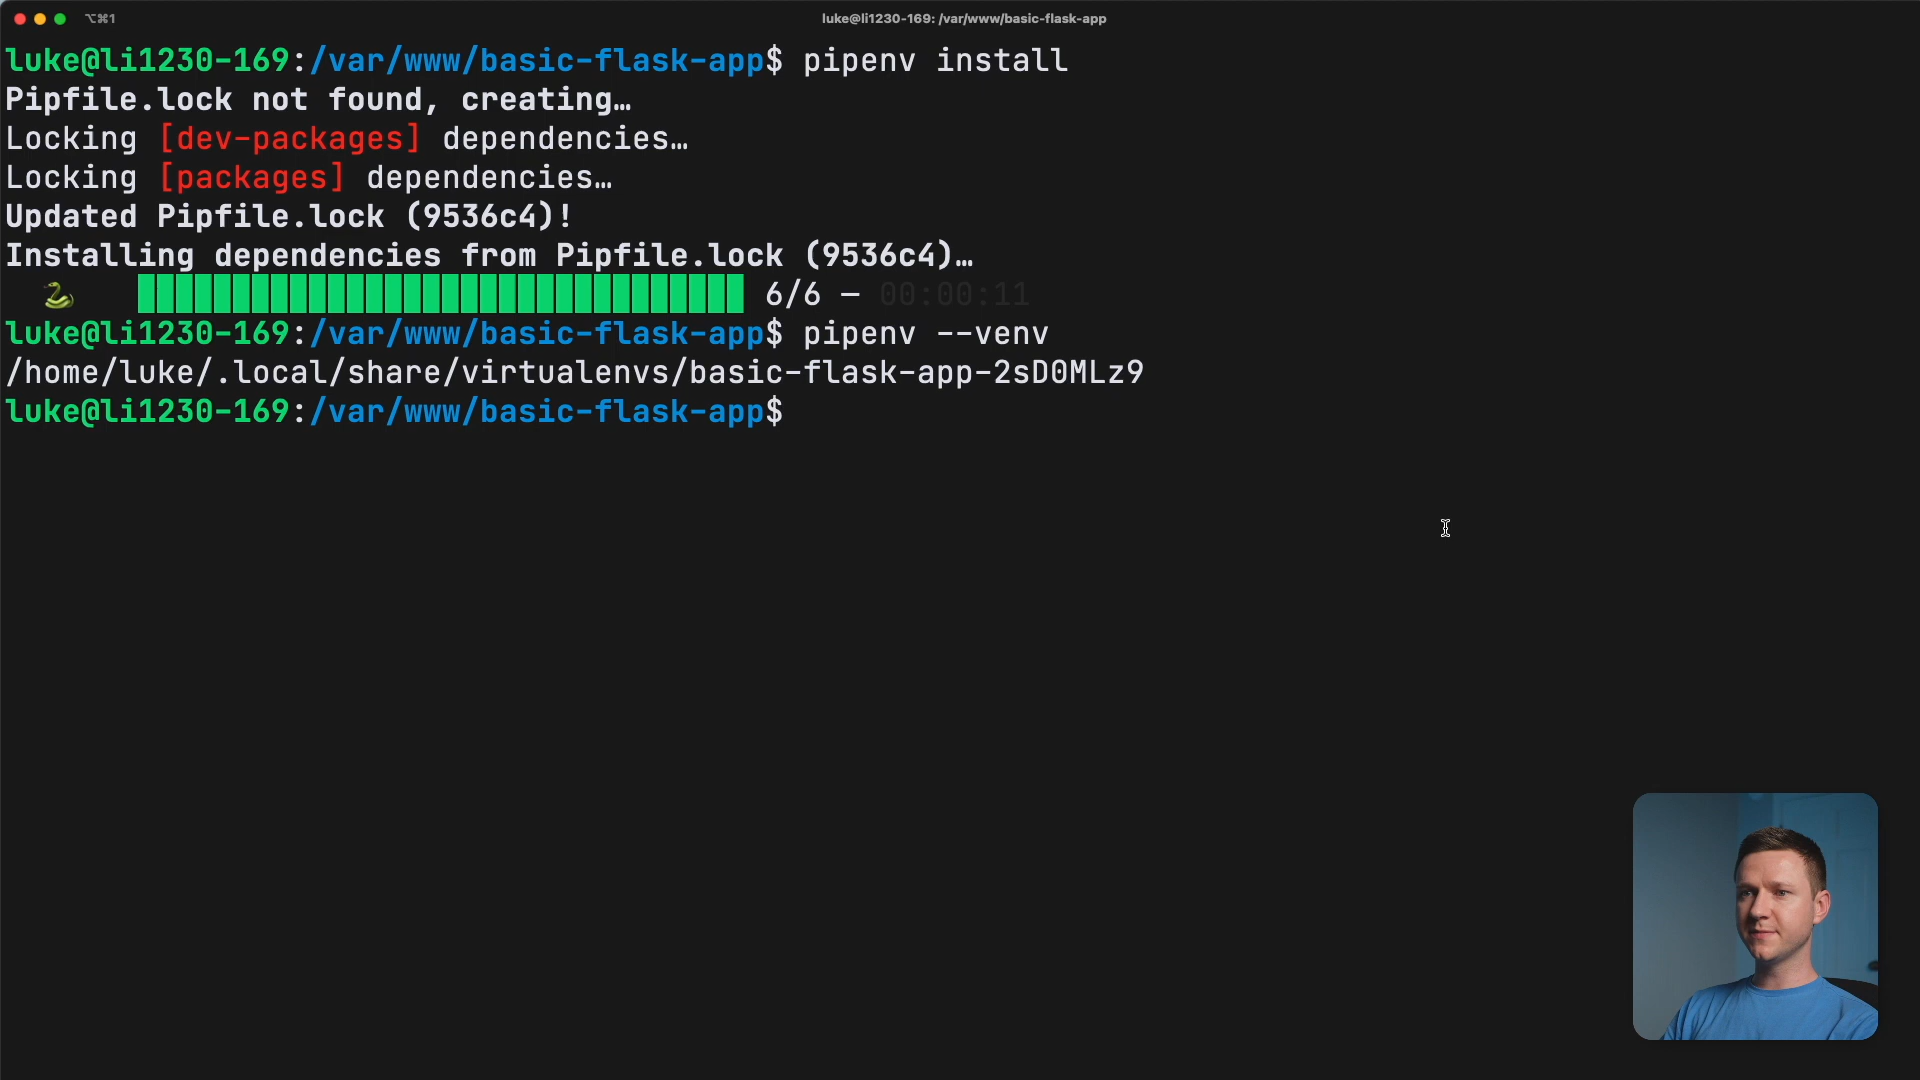 ⌥⌘1
luke@li1230-169: /var/www/basic-flask-app
luke@li1230-169:/var/www/basic-flask-app$ pipenv install
Pipfile.lock not found, creating…
Locking [dev-packages] dependencies…
Locking [packages] dependencies…
Updated Pipfile.lock (9536c4)!
Installing dependencies from Pipfile.lock (9536c4)…
6/6 — 00:00:11
luke@li1230-169:/var/www/basic-flask-app$ pipenv --venv
/home/luke/.local/share/virtualenvs/basic-flask-app-2sD0MLz9
luke@li1230-169:/var/www/basic-flask-app$